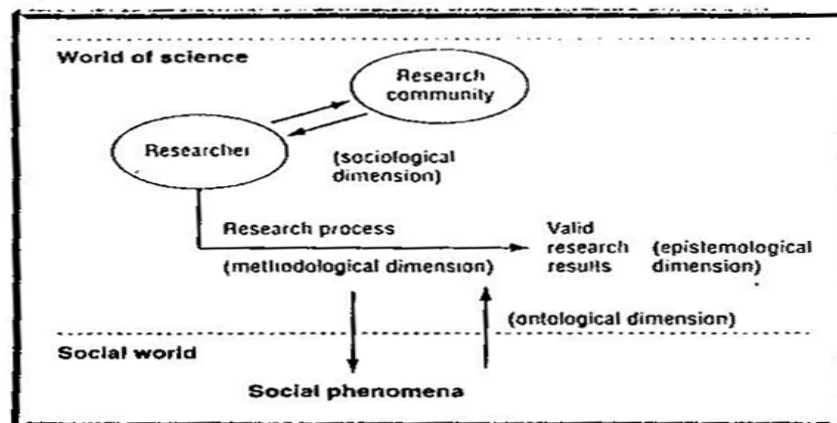 World of science
Research
community
Researcher
(sociological
dimension)
Research process
(methodological dimension)
Valid
research
results
(epistemological
dimension)
(ontological dimension)
Social world
Social phenomena